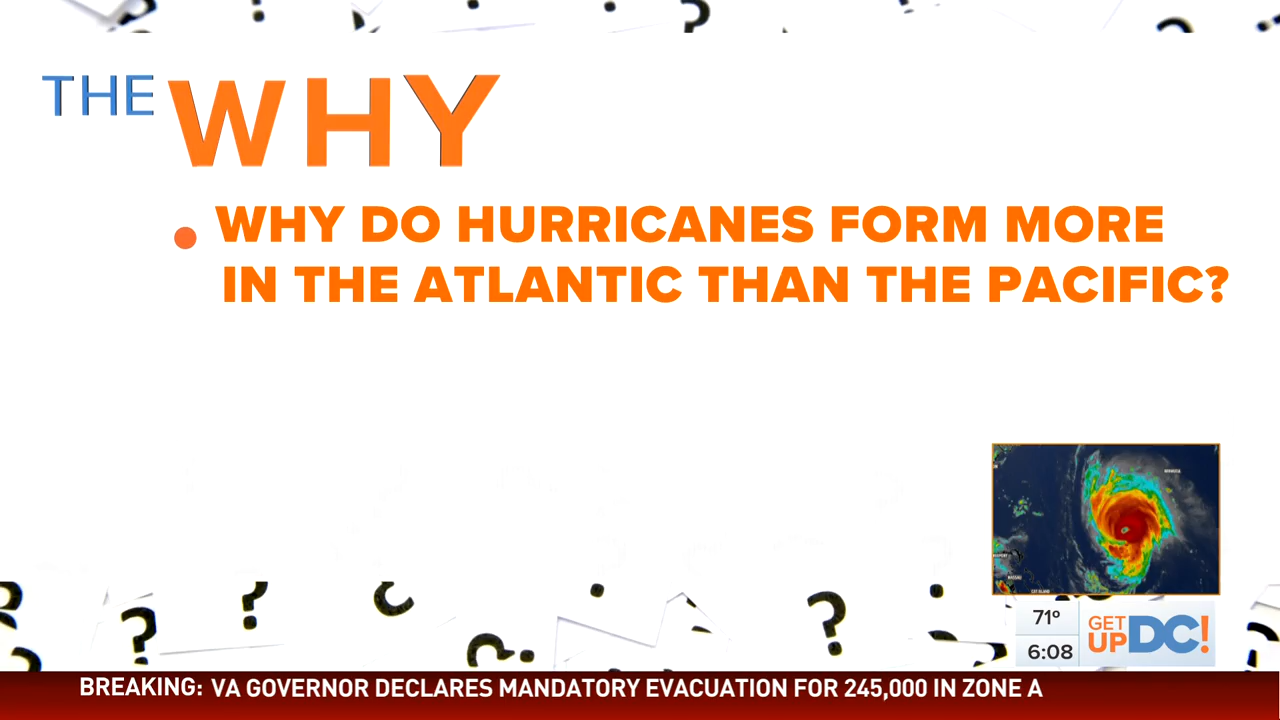 THE WHY
• WHY DO HURRICANES FORM MORE
IN THE ATLANTIC THAN THE PACIFIC?
71º
6:08
GET
UP DC!
BREAKING: VA GOVERNOR DECLARES MANDATORY EVACUATION FOR 245,000 IN ZONE A